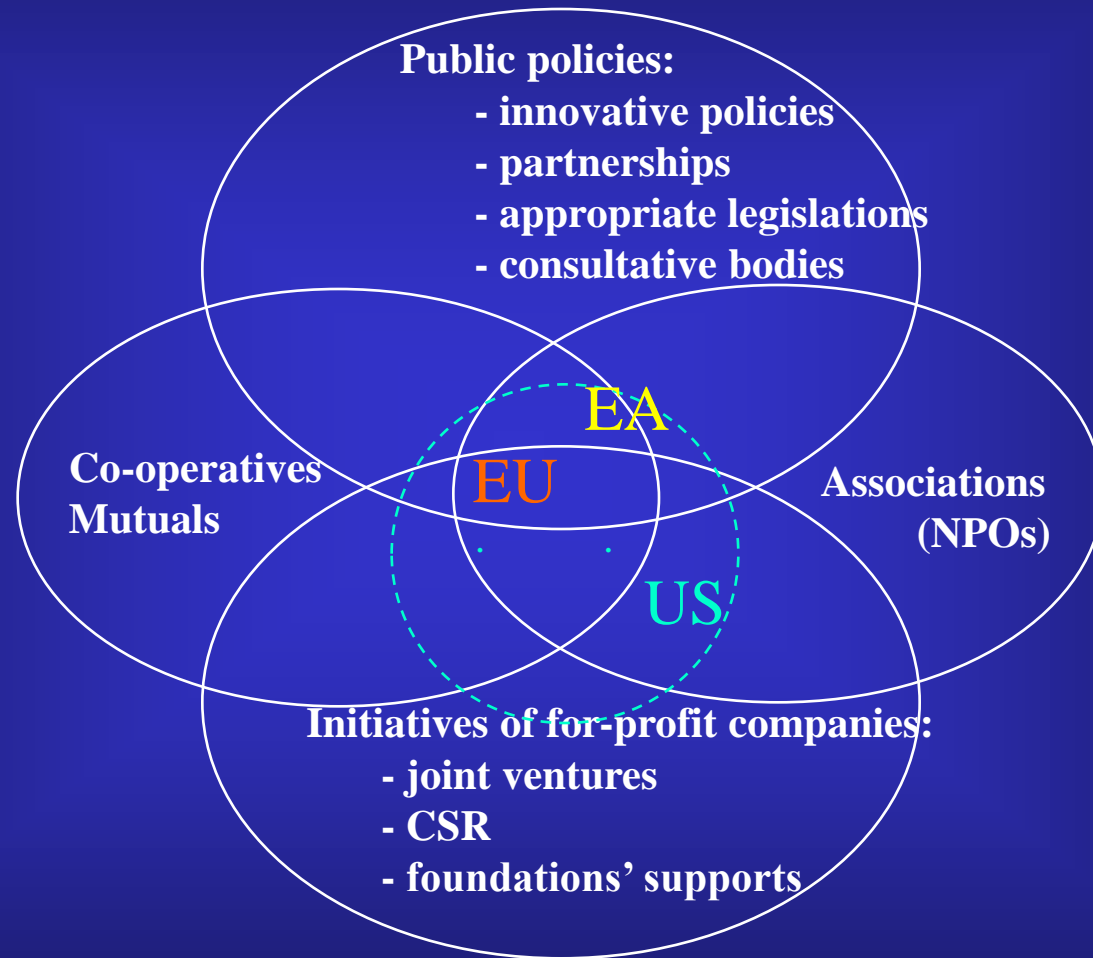 Public policies:
- innovative policies
- partnerships
- appropriate legislations
- consultative bodies
EA
EU
Co-operatives
Mutuals
Associations
(NPOs)
US
Initiatives of for-profit companies:
- joint ventures
- CSR
- foundations’ supports